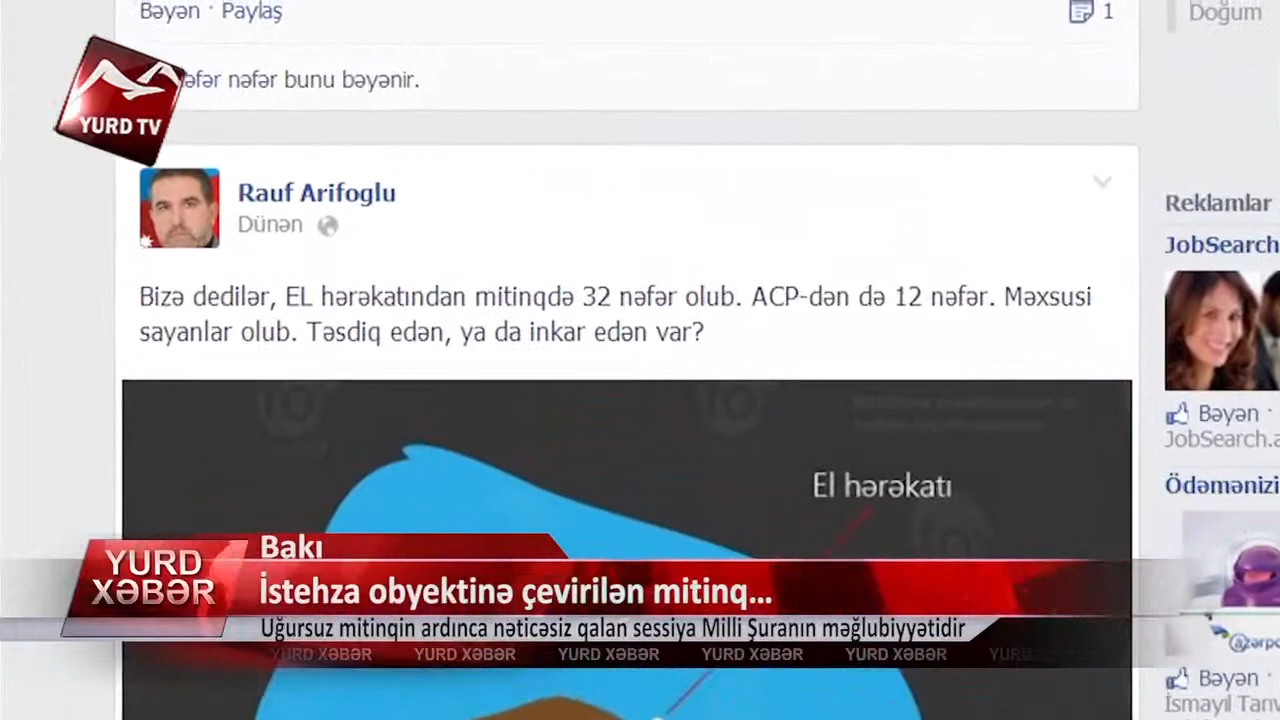 Bəyən · Paylaş
1
Doğum
nəfər bunu bəyənir.
YURD TV
Rauf Arifoglu
Dünən
Reklamlar
JobSearch
Bizə dedilər, EL hərəkatından mitinqdə 32 nəfər olub. ACP-dən də 12 nəfər. Məxsusi
sayanlar olub. Təsdiq edən, ya da inkar edən var?
Bəyən ·
JobSearch.a
El hərəkatı
Ödəmənizi
Bakı
YURD
XƏBƏR
İstehza obyektinə çevirilən mitinq...
Uğursuz mitinqin ardınca nəticəsiz qalan sessiya Milli Şuranın məğlubiyyətidir
YURD XƏBƏR YURD XƏBƏR YURD XƏBƏR YURD XƏBƏR YURD XƏBƏR YURD
Bəyən ·
İsmayıl